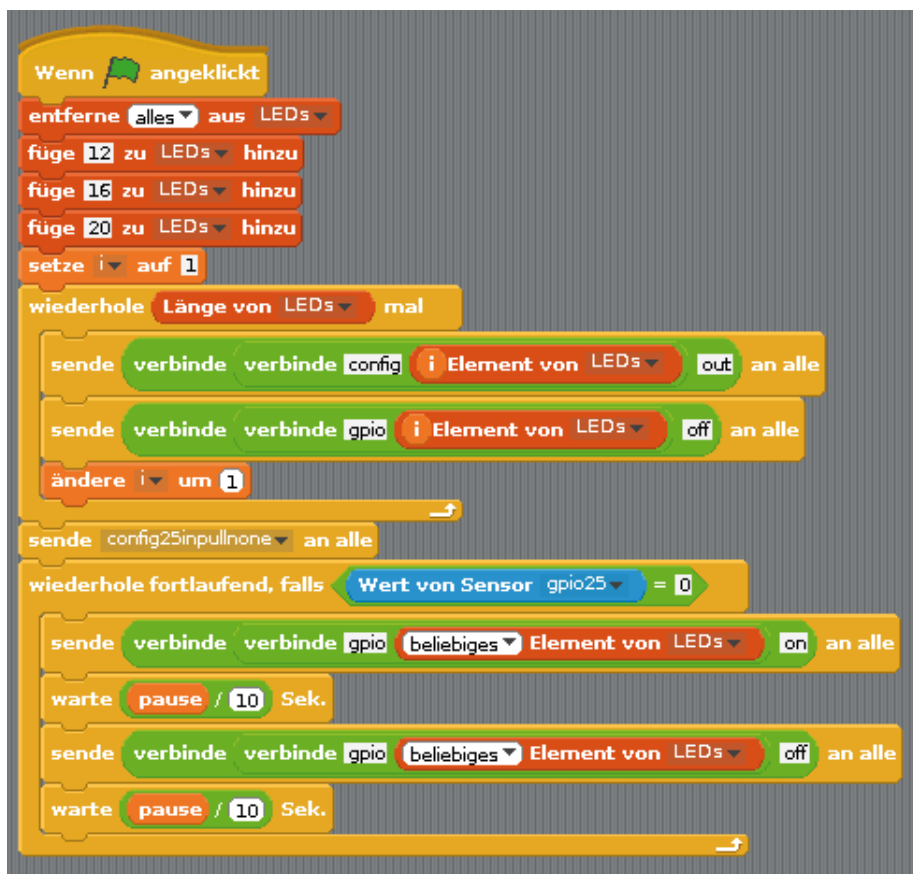 Wenn angeklickt
entferne alles aus LEDs
füge 12 zu LEDs hinzu
füge 16 zu LEDs hinzu
füge 20 zu LEDs hinzu
setze i auf 1
wiederhole Länge von LEDs mal
sende verbinde verbinde config i Element von LEDs out an alle
sende verbinde verbinde gpio i Element von LEDs off an alle
ändere i um 1
sende config25inpullnone an alle
wiederhole fortlaufend, falls Wert von Sensor gpio25 = 0
sende verbinde verbinde gpio beliebiges Element von LEDs on an alle
warte pause / 10 Sek.
sende verbinde verbinde gpio beliebiges Element von LEDs off an alle
warte pause / 10 Sek.